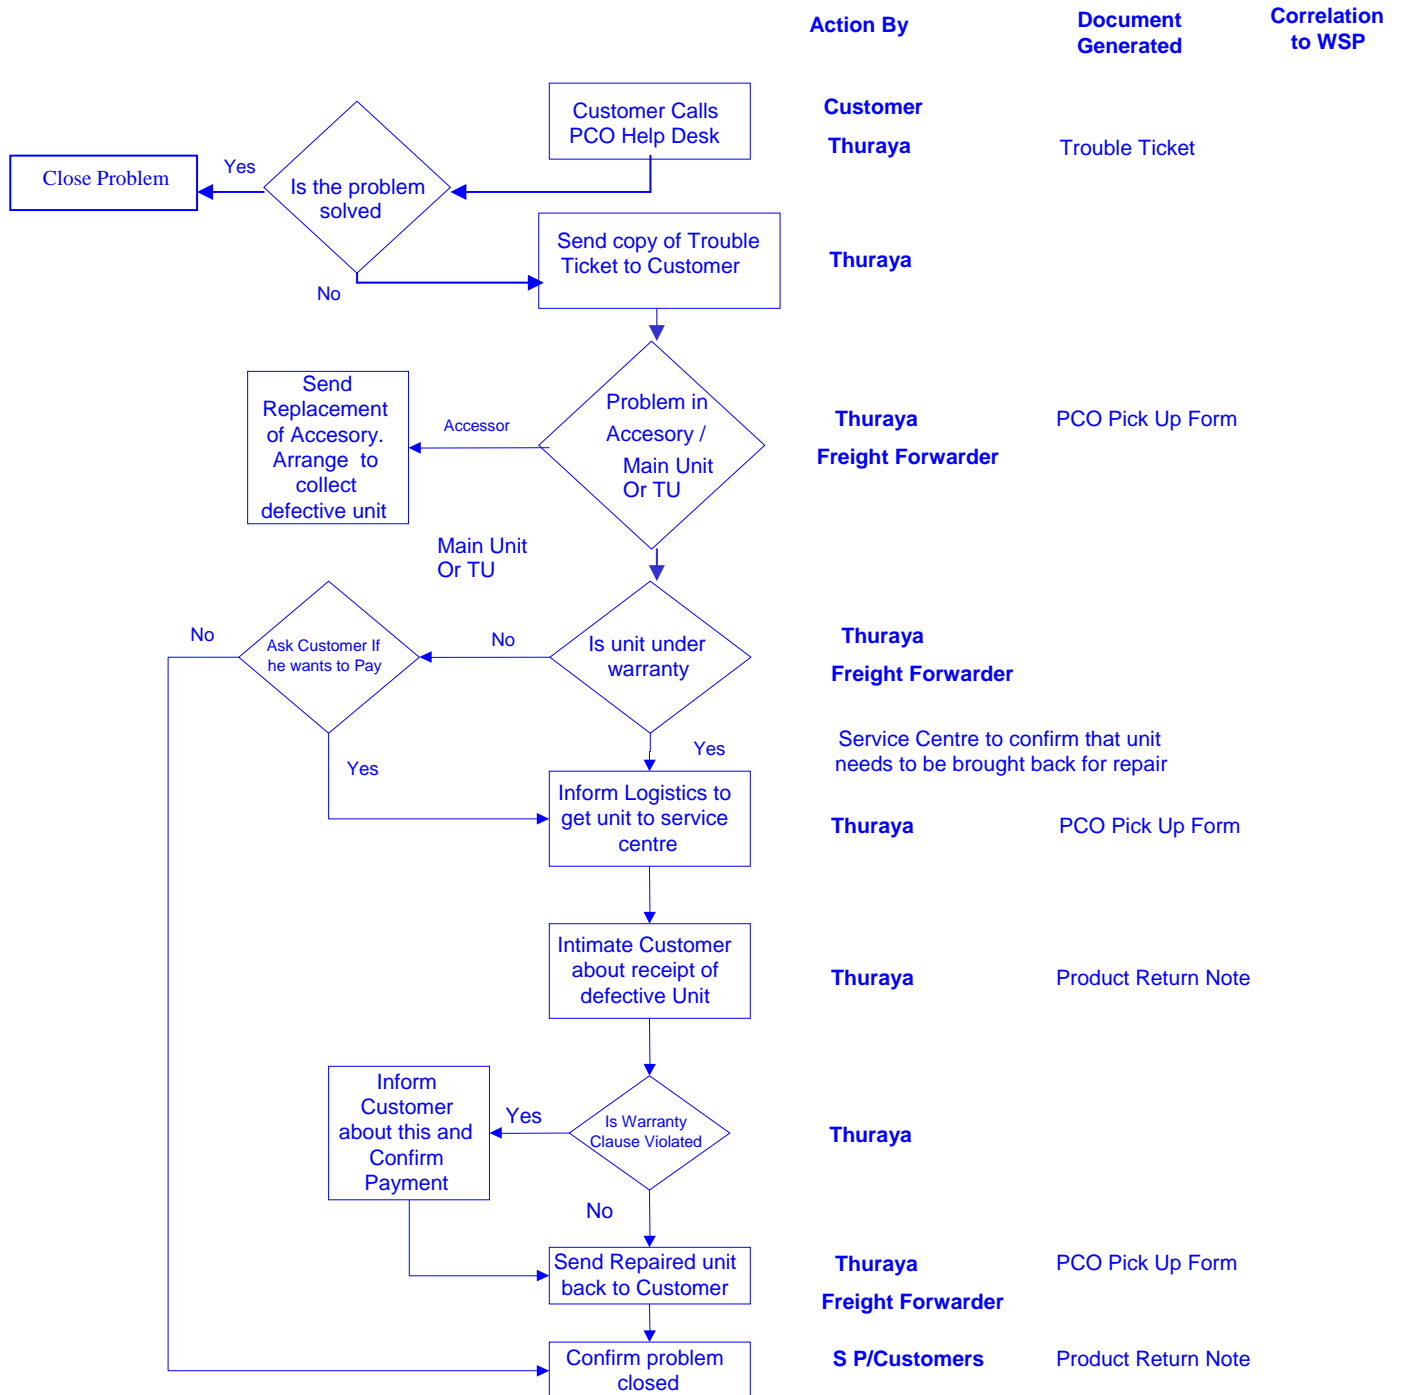 Action By
Document
Generated
Correlation
to WSP
Customer Calls
PCO Help Desk
Customer
Thuraya
Trouble Ticket
Close Problem
Yes
Is the problem
solved
No
Send copy of Trouble
Ticket to Customer
Thuraya
Send
Replacement
of Accesory.
Arrange to
collect
defective unit
Accessor
Problem in
Accesory /
Main Unit
Or TU
Thuraya
PCO Pick Up Form
Freight Forwarder
Main Unit
Or TU
No
Ask Customer If
he wants to Pay
No
Is unit under
warranty
Thuraya
Freight Forwarder
Yes
Yes
Service Centre to confirm that unit
needs to be brought back for repair
Inform Logistics to
get unit to service
centre
Thuraya
PCO Pick Up Form
Intimate Customer
about receipt of
defective Unit
Thuraya
Product Return Note
Inform
Customer
about this and
Confirm
Payment
Yes
Is Warranty
Clause Violated
Thuraya
No
Send Repaired unit
back to Customer
Thuraya
PCO Pick Up Form
Freight Forwarder
Confirm problem
closed
S P/Customers
Product Return Note